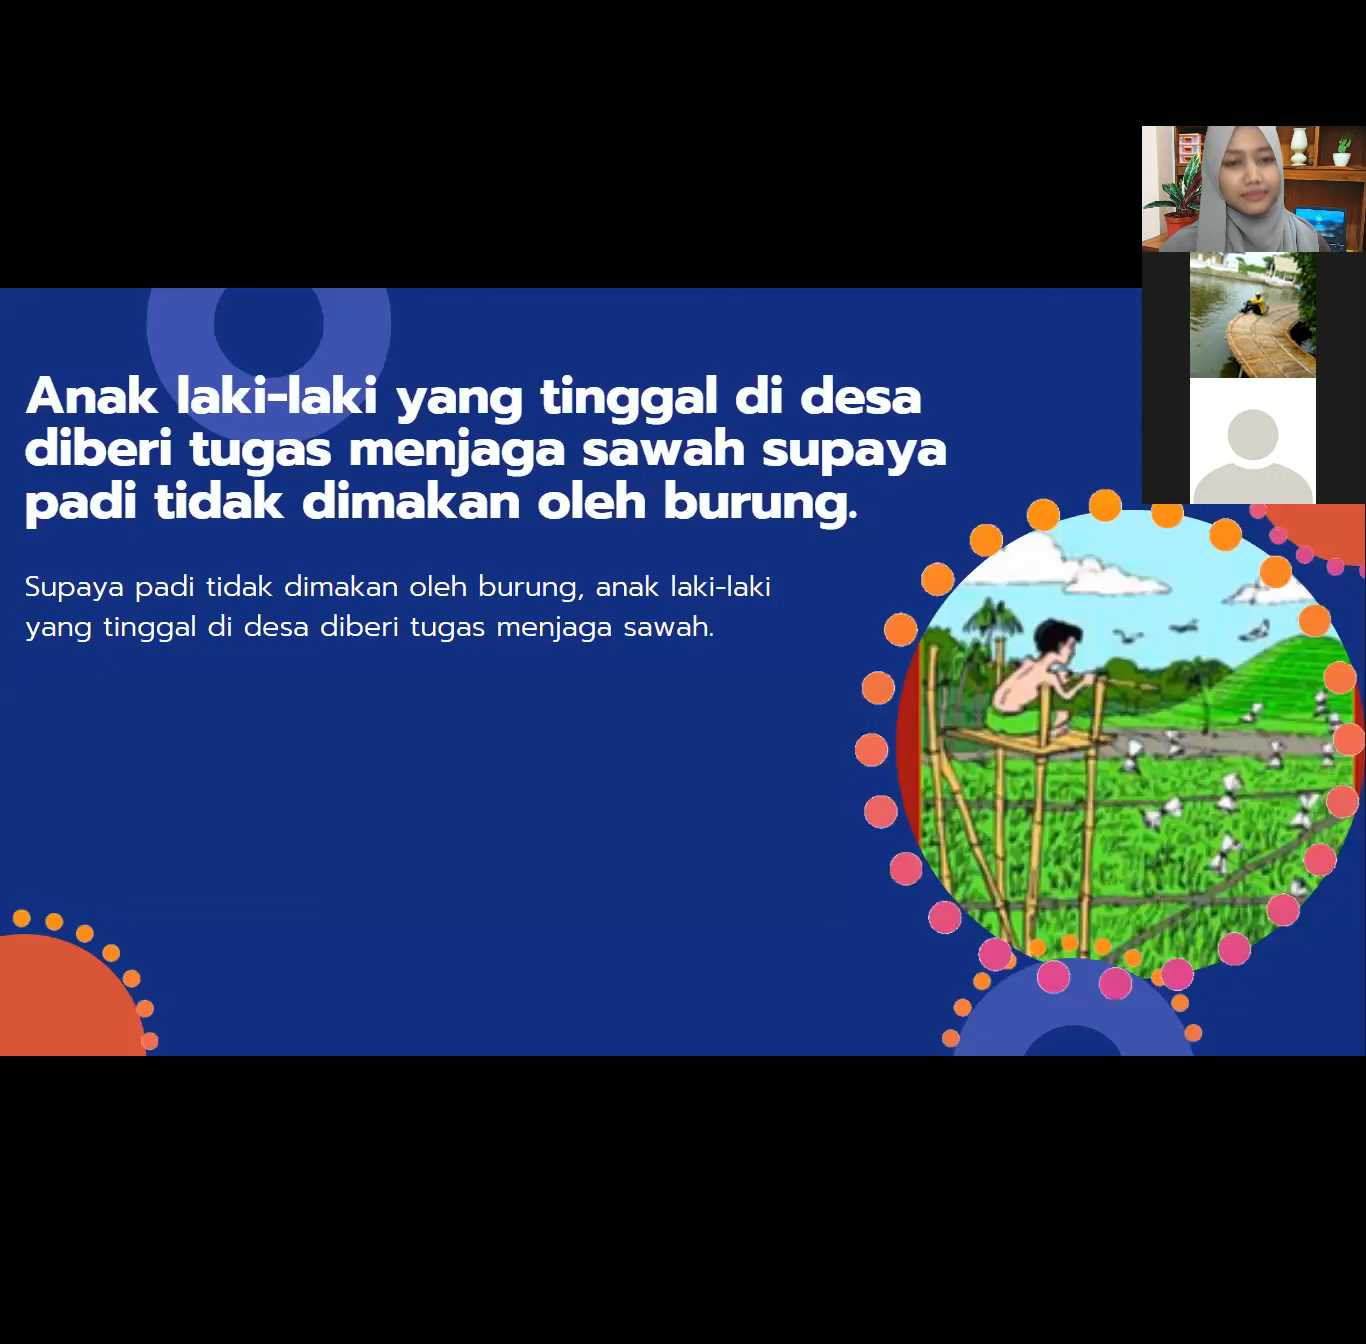 Anak laki-laki yang tinggal di desa
diberi tugas menjaga sawah supaya
padi tidak dimakan oleh burung.
Supaya padi tidak dimakan oleh burung, anak laki-laki
yang tinggal di desa diberi tugas menjaga sawah.